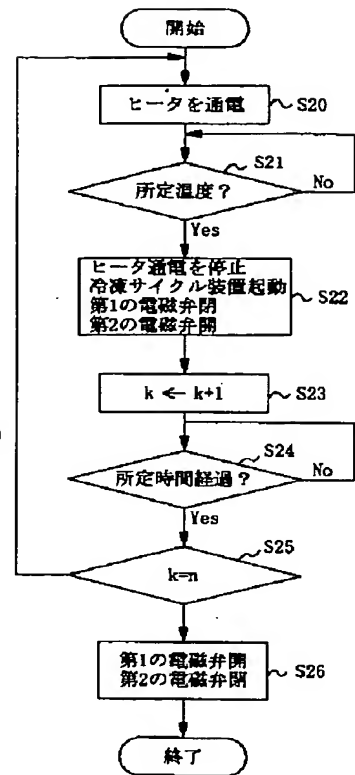 開始
ヒータを通電
S20
S21
所定温度?
No
Yes
ヒータ通電を停止
冷凍サイクル装置起動
第1の電磁弁閉
第2の電磁弁開
S22
k ← k+1
S23
S24
所定時間経過?
No
Yes
S25
k=n
第1の電磁弁開
第2の電磁弁閉
S26
終了